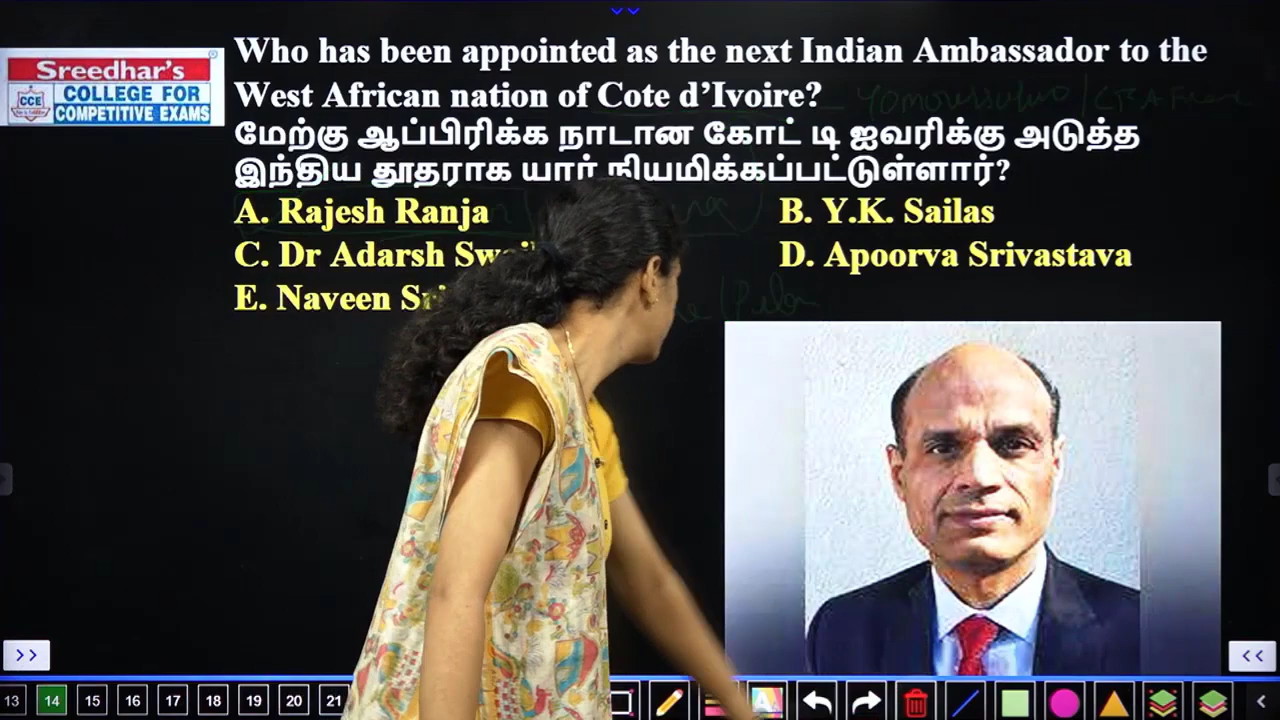 Sreedhar's
CCE
COLLEGE FOR
COMPETITIVE EXAMS
Who has been appointed as the next Indian Ambassador to the
West African nation of Cote d’Ivoire?
மேற்கு ஆப்பிரிக்க நாடான கோட் டி ஐவரிக்கு அடுத்த
இந்திய தூதராக யார் நியமிக்கப்பட்டுள்ளார்?
A. Rajesh Ranja
B. Y.K. Sailas
C. Dr Adarsh
D. Apoorva Srivastava
E. Naveen
>>
<<
13 14 15 16 17 18 19 20 21